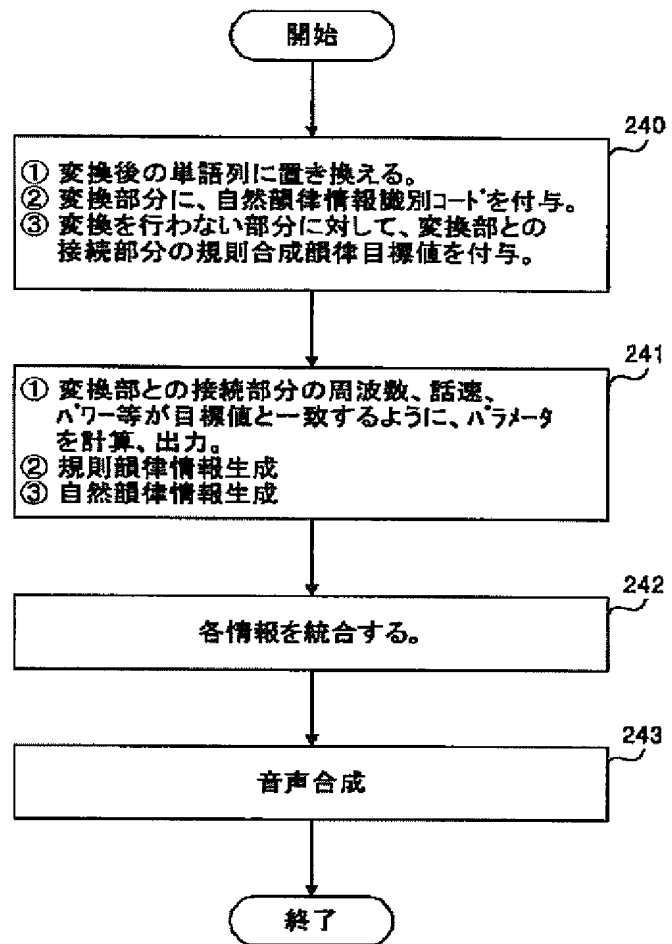 開始
240
① 変換後の単語列に置き換える。
② 変換部分に、自然韻律情報識別コードを付与。
③ 変換を行わない部分に対して、変換部との
接続部分の規則合成韻律目標値を付与。
241
① 変換部との接続部分の周波数、話速、
パワー等が目標値と一致するように、パラメータ
を計算、出力。
② 規則韻律情報生成
③ 自然韻律情報生成
242
各情報を統合する。
243
音声合成
終了